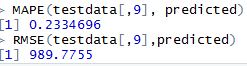 > MAPE(testdata[,9], predicted)
[1] 0.2334696
> RMSE(testdata[,9],predicted)
[1] 989.7755